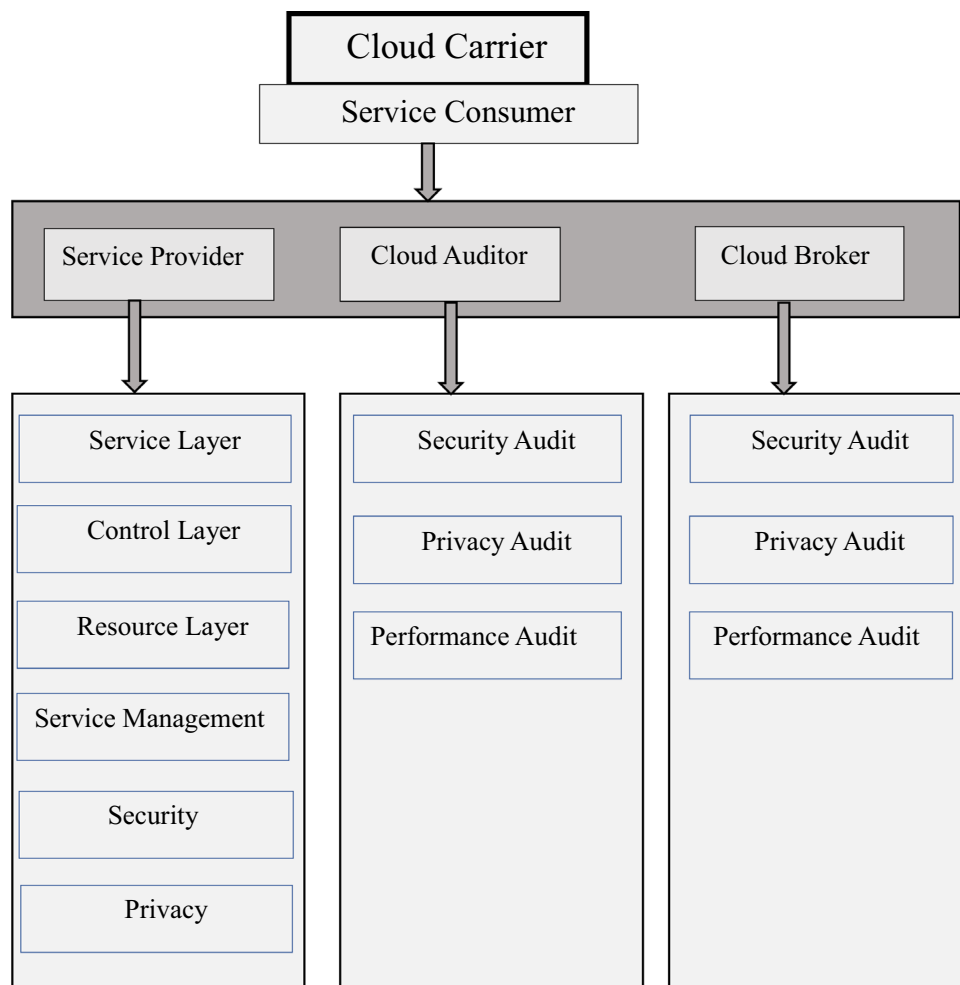 Cloud Carrier
Service Consumer
Service Provider
Cloud Auditor
Cloud Broker
Service Layer
Control Layer
Resource Layer
Service Management
Security
Privacy
Security Audit
Privacy Audit
Performance Audit
Security Audit
Privacy Audit
Performance Audit